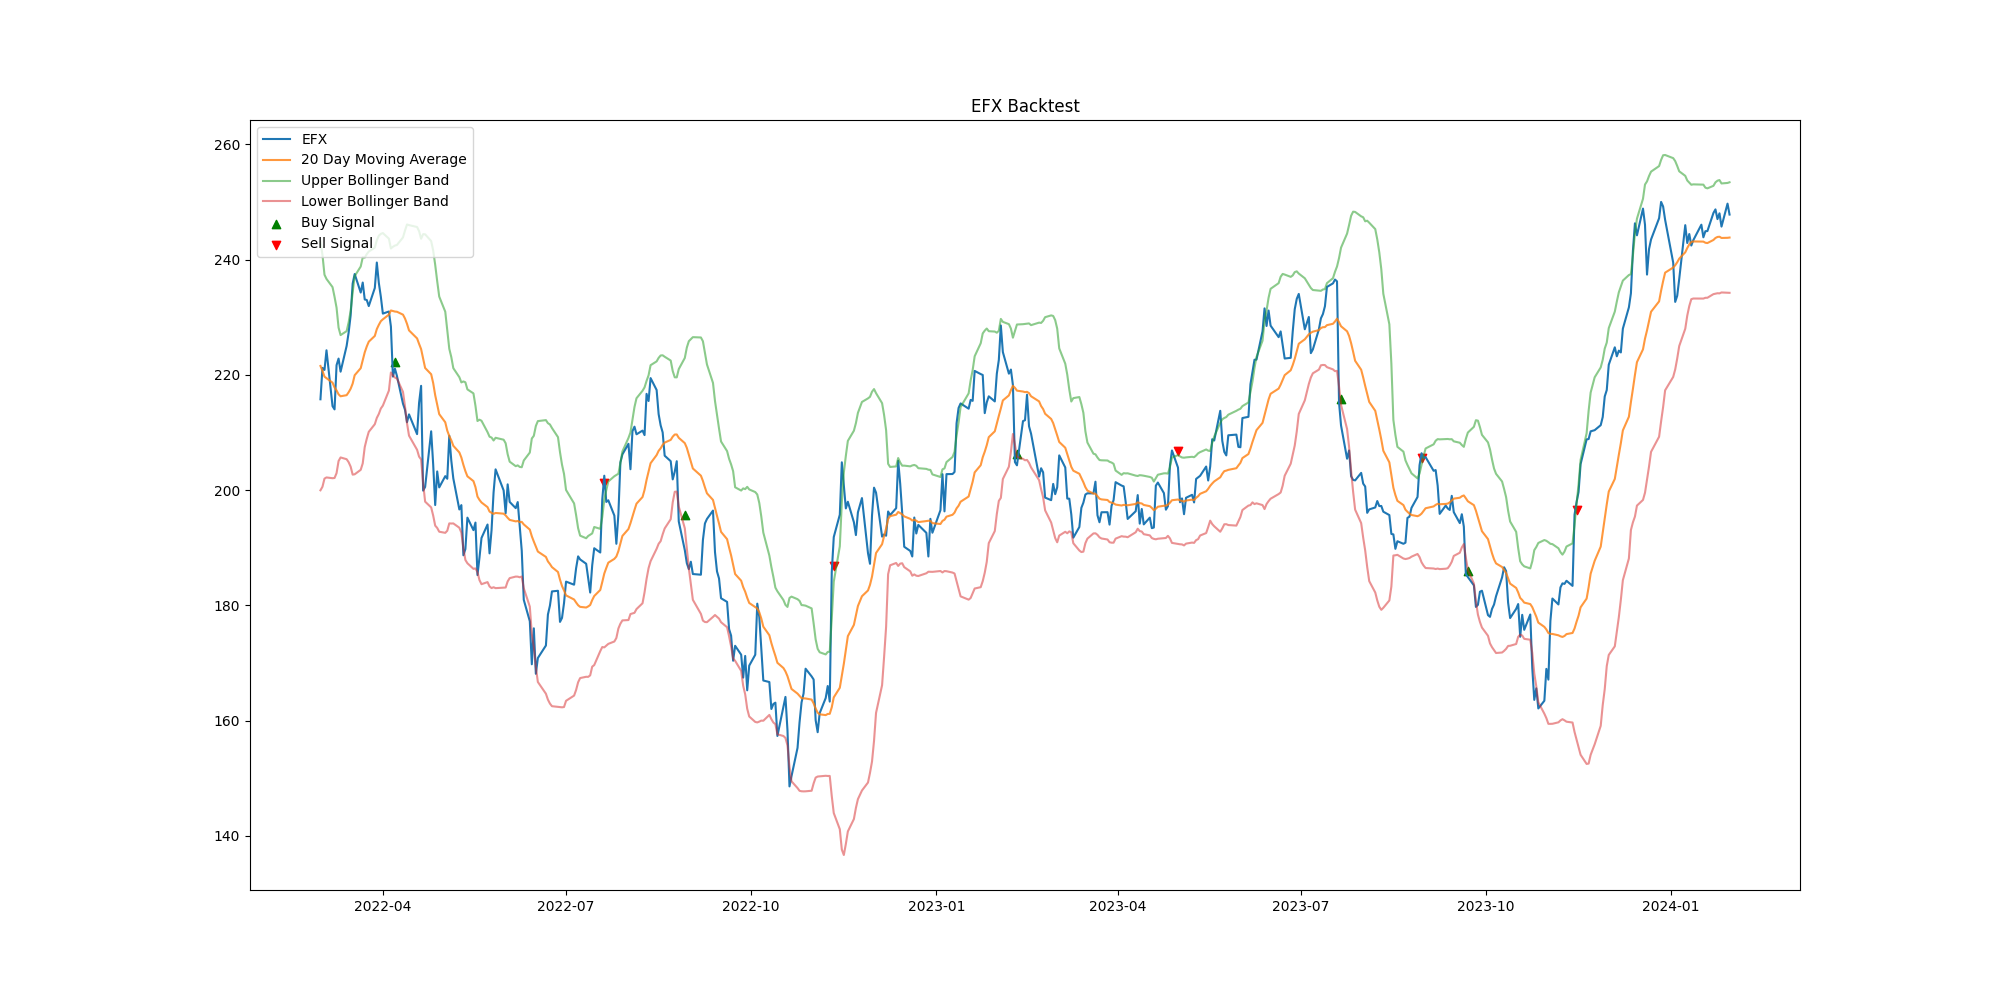 EFX Backtest
EFX
20 Day Moving Average
Upper Bollinger Band
Lower Bollinger Band
Buy Signal
Sell Signal
260
240
220
200
180
160
140
2022-04
2022-07
2022-10
2023-01
2023-04
2023-07
2023-10
2024-01